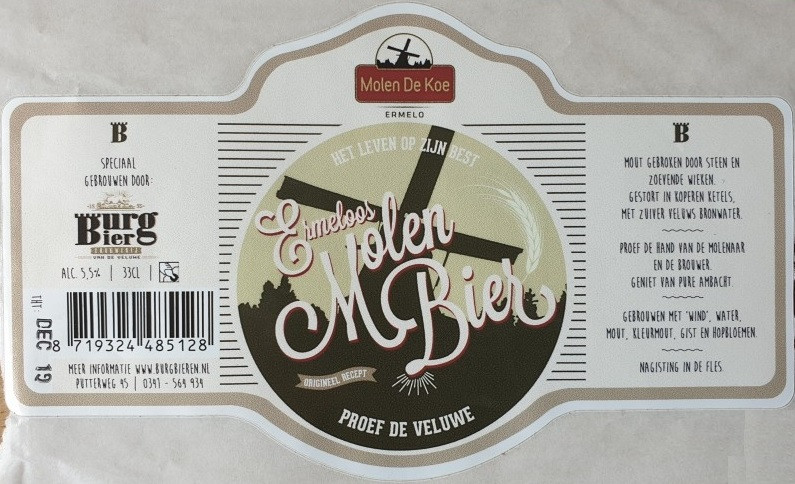 B
SPECIAAL
GEBROUWEN DOOR:
Burg
Bier
BROUWERIJ
VAN DE VELUWE
ALC. 5,5% | 33CL |
THT:
DEC 19
8 719324 485128
MEER INFORMATIE WWW.BURGBIEREN.NL
PUTTERWEG 95 | 0341 - 564 934
Molen De Koe
ERMELO
HET LEVEN OP ZIJN BEST
Ermeloos
Molen
Bier
ORIGINEEL RECEPT
PROEF DE VELUWE
B
MOUT GEBROKEN DOOR STEEN EN
ZOEVENDE WIEKEN.
GESTORT IN KOPEREN KETELS,
MET ZUIVER VELUWS BRONWATER.
PROEF DE HAND VAN DE MOLENAAR
EN DE BROUWER.
GENIET VAN PURE AMBACHT.
GEBROUWEN MET 'WIND', WATER,
MOUT, KLEURMOUT, GIST EN HOPBLOEMEN.
NAGISTING IN DE FLES.